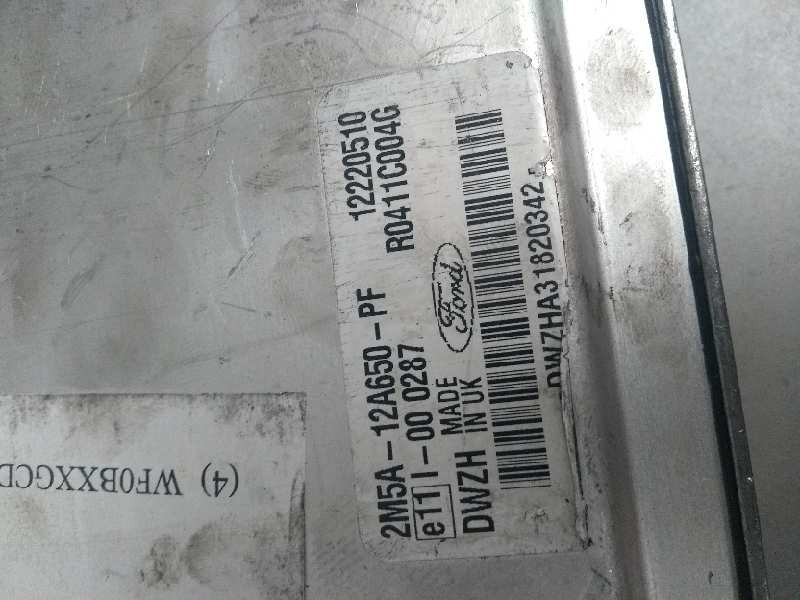 2M5A-12A650-PF 12220510
e11 I-00 0287 R0411C004G
DWZH MADE IN UK Ford
DWZHA31820342
(4) WF0BXXGCD